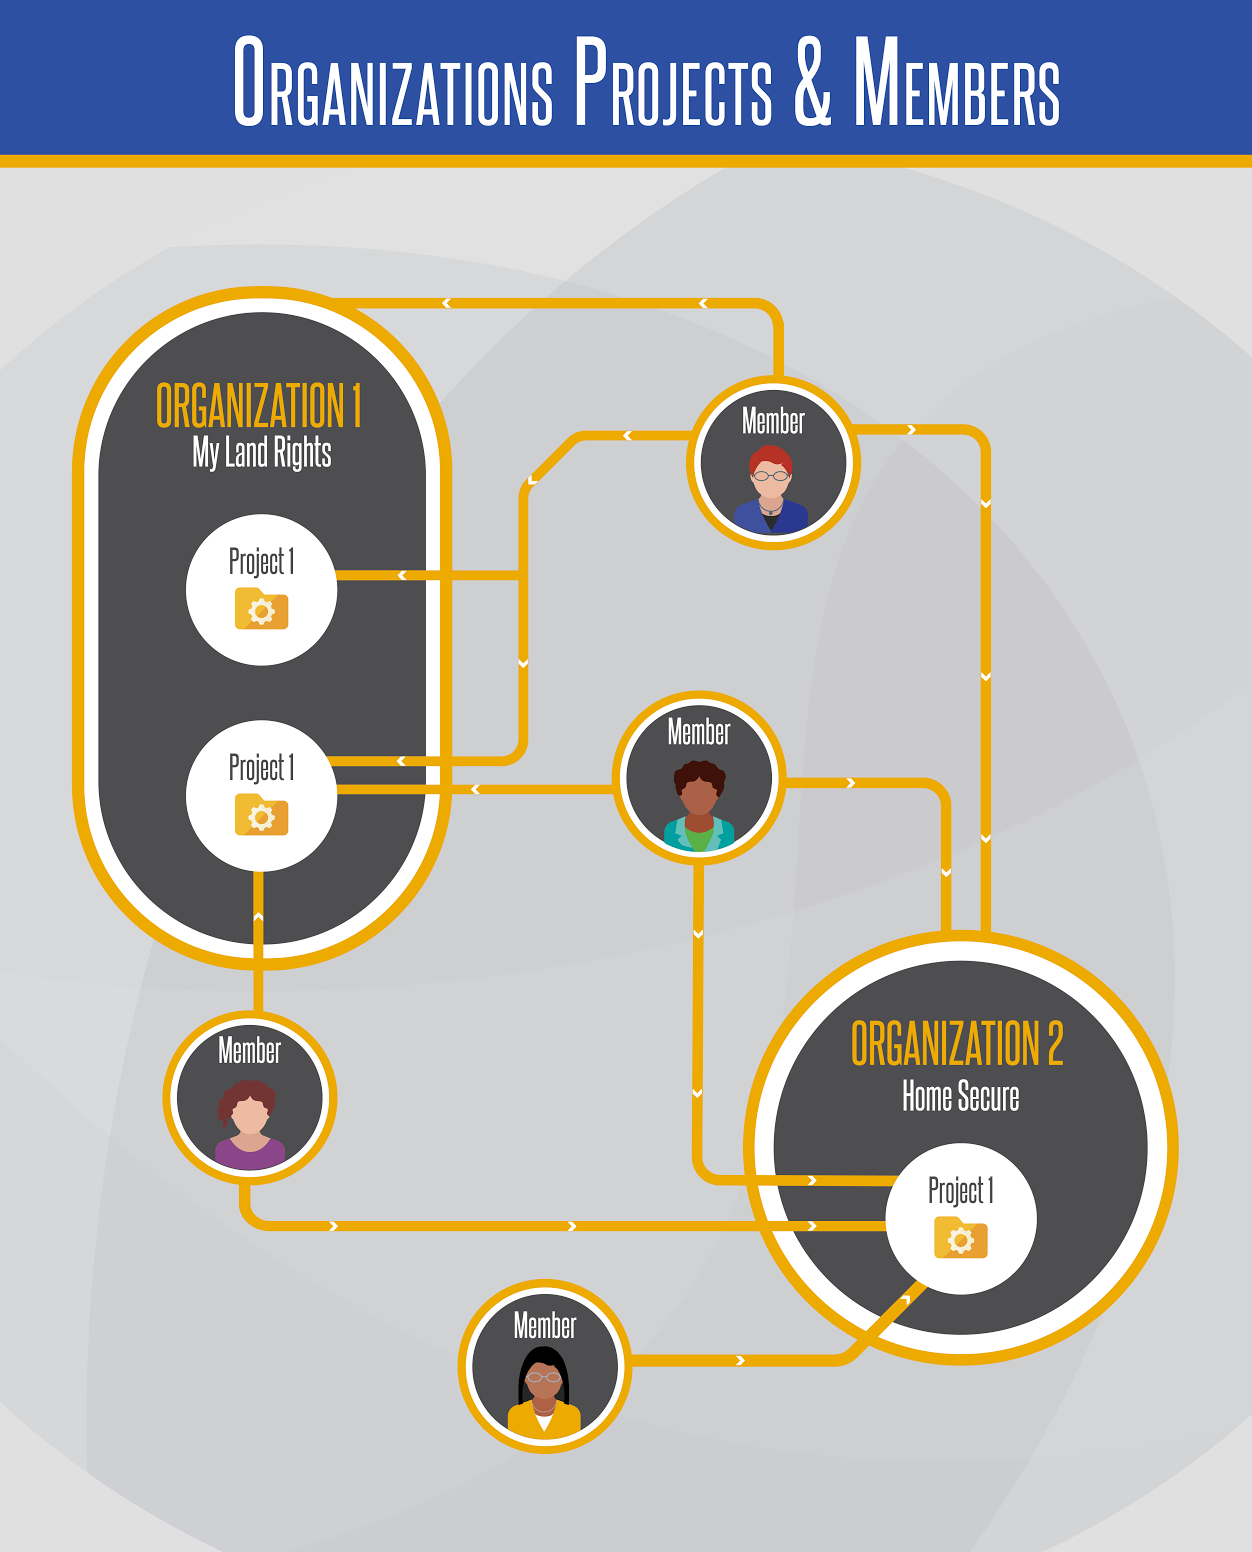 ORGANIZATIONS PROJECTS & MEMBERS
ORGANIZATION 1
My Land Rights
Project 1
Project 1
Member
Member
Member
Member
ORGANIZATION 2
Home Secure
Project 1